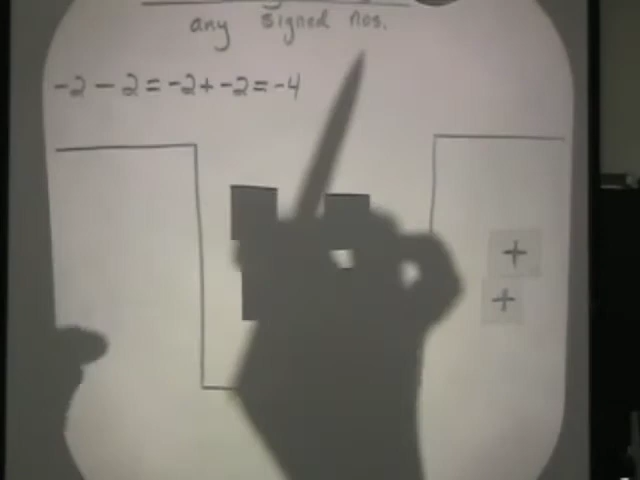 any signed nos.
-2 - 2 = -2 + -2 = -4
+
+